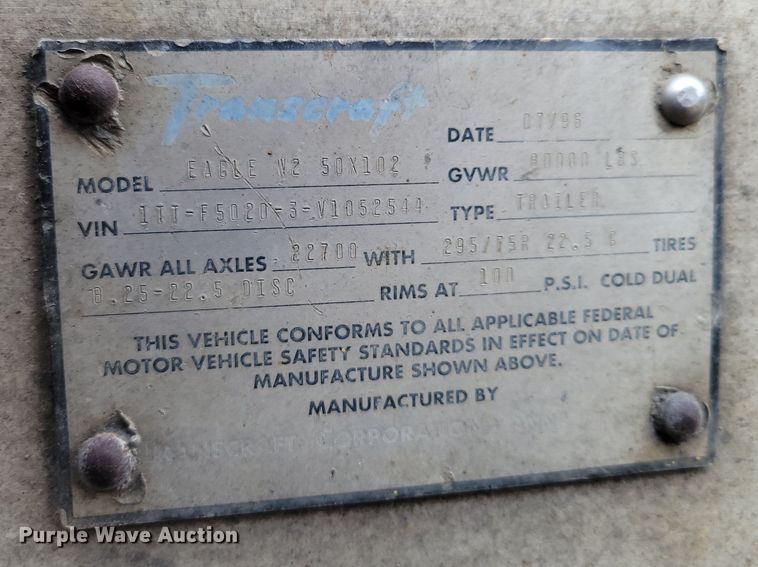 Transcraft
DATE 07/96
MODEL EAGLE W2 50X102 GVWR 80000 LBS
VIN 1TT-F5020-3-V1052544 TYPE TRAILER
GAWR ALL AXLES 22700 WITH 295/75R 22.5 G TIRES
8.25-22.5 DISC RIMS AT 100 P.S.I. COLD DUAL
THIS VEHICLE CONFORMS TO ALL APPLICABLE FEDERAL
MOTOR VEHICLE SAFETY STANDARDS IN EFFECT ON DATE OF
MANUFACTURE SHOWN ABOVE.
MANUFACTURED BY
TRANSCRAFT CORPORATION
Purple Wave Auction